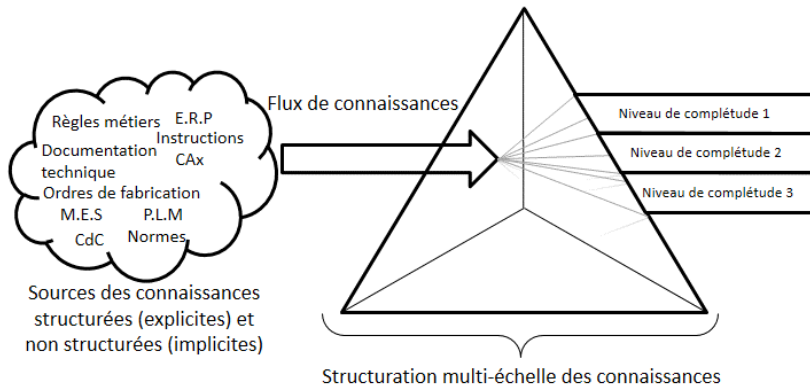 Règles métiers
E.R.P
Instructions
Documentation
technique
CAx
Ordres de fabrication
M.E.S
P.L.M
CdC
Normes
Sources des connaissances
structurées (explicites) et
non structurées (implicites)
Flux de connaissances
Niveau de complétude 1
Niveau de complétude 2
Niveau de complétude 3
Structuration multi-échelle des connaissances